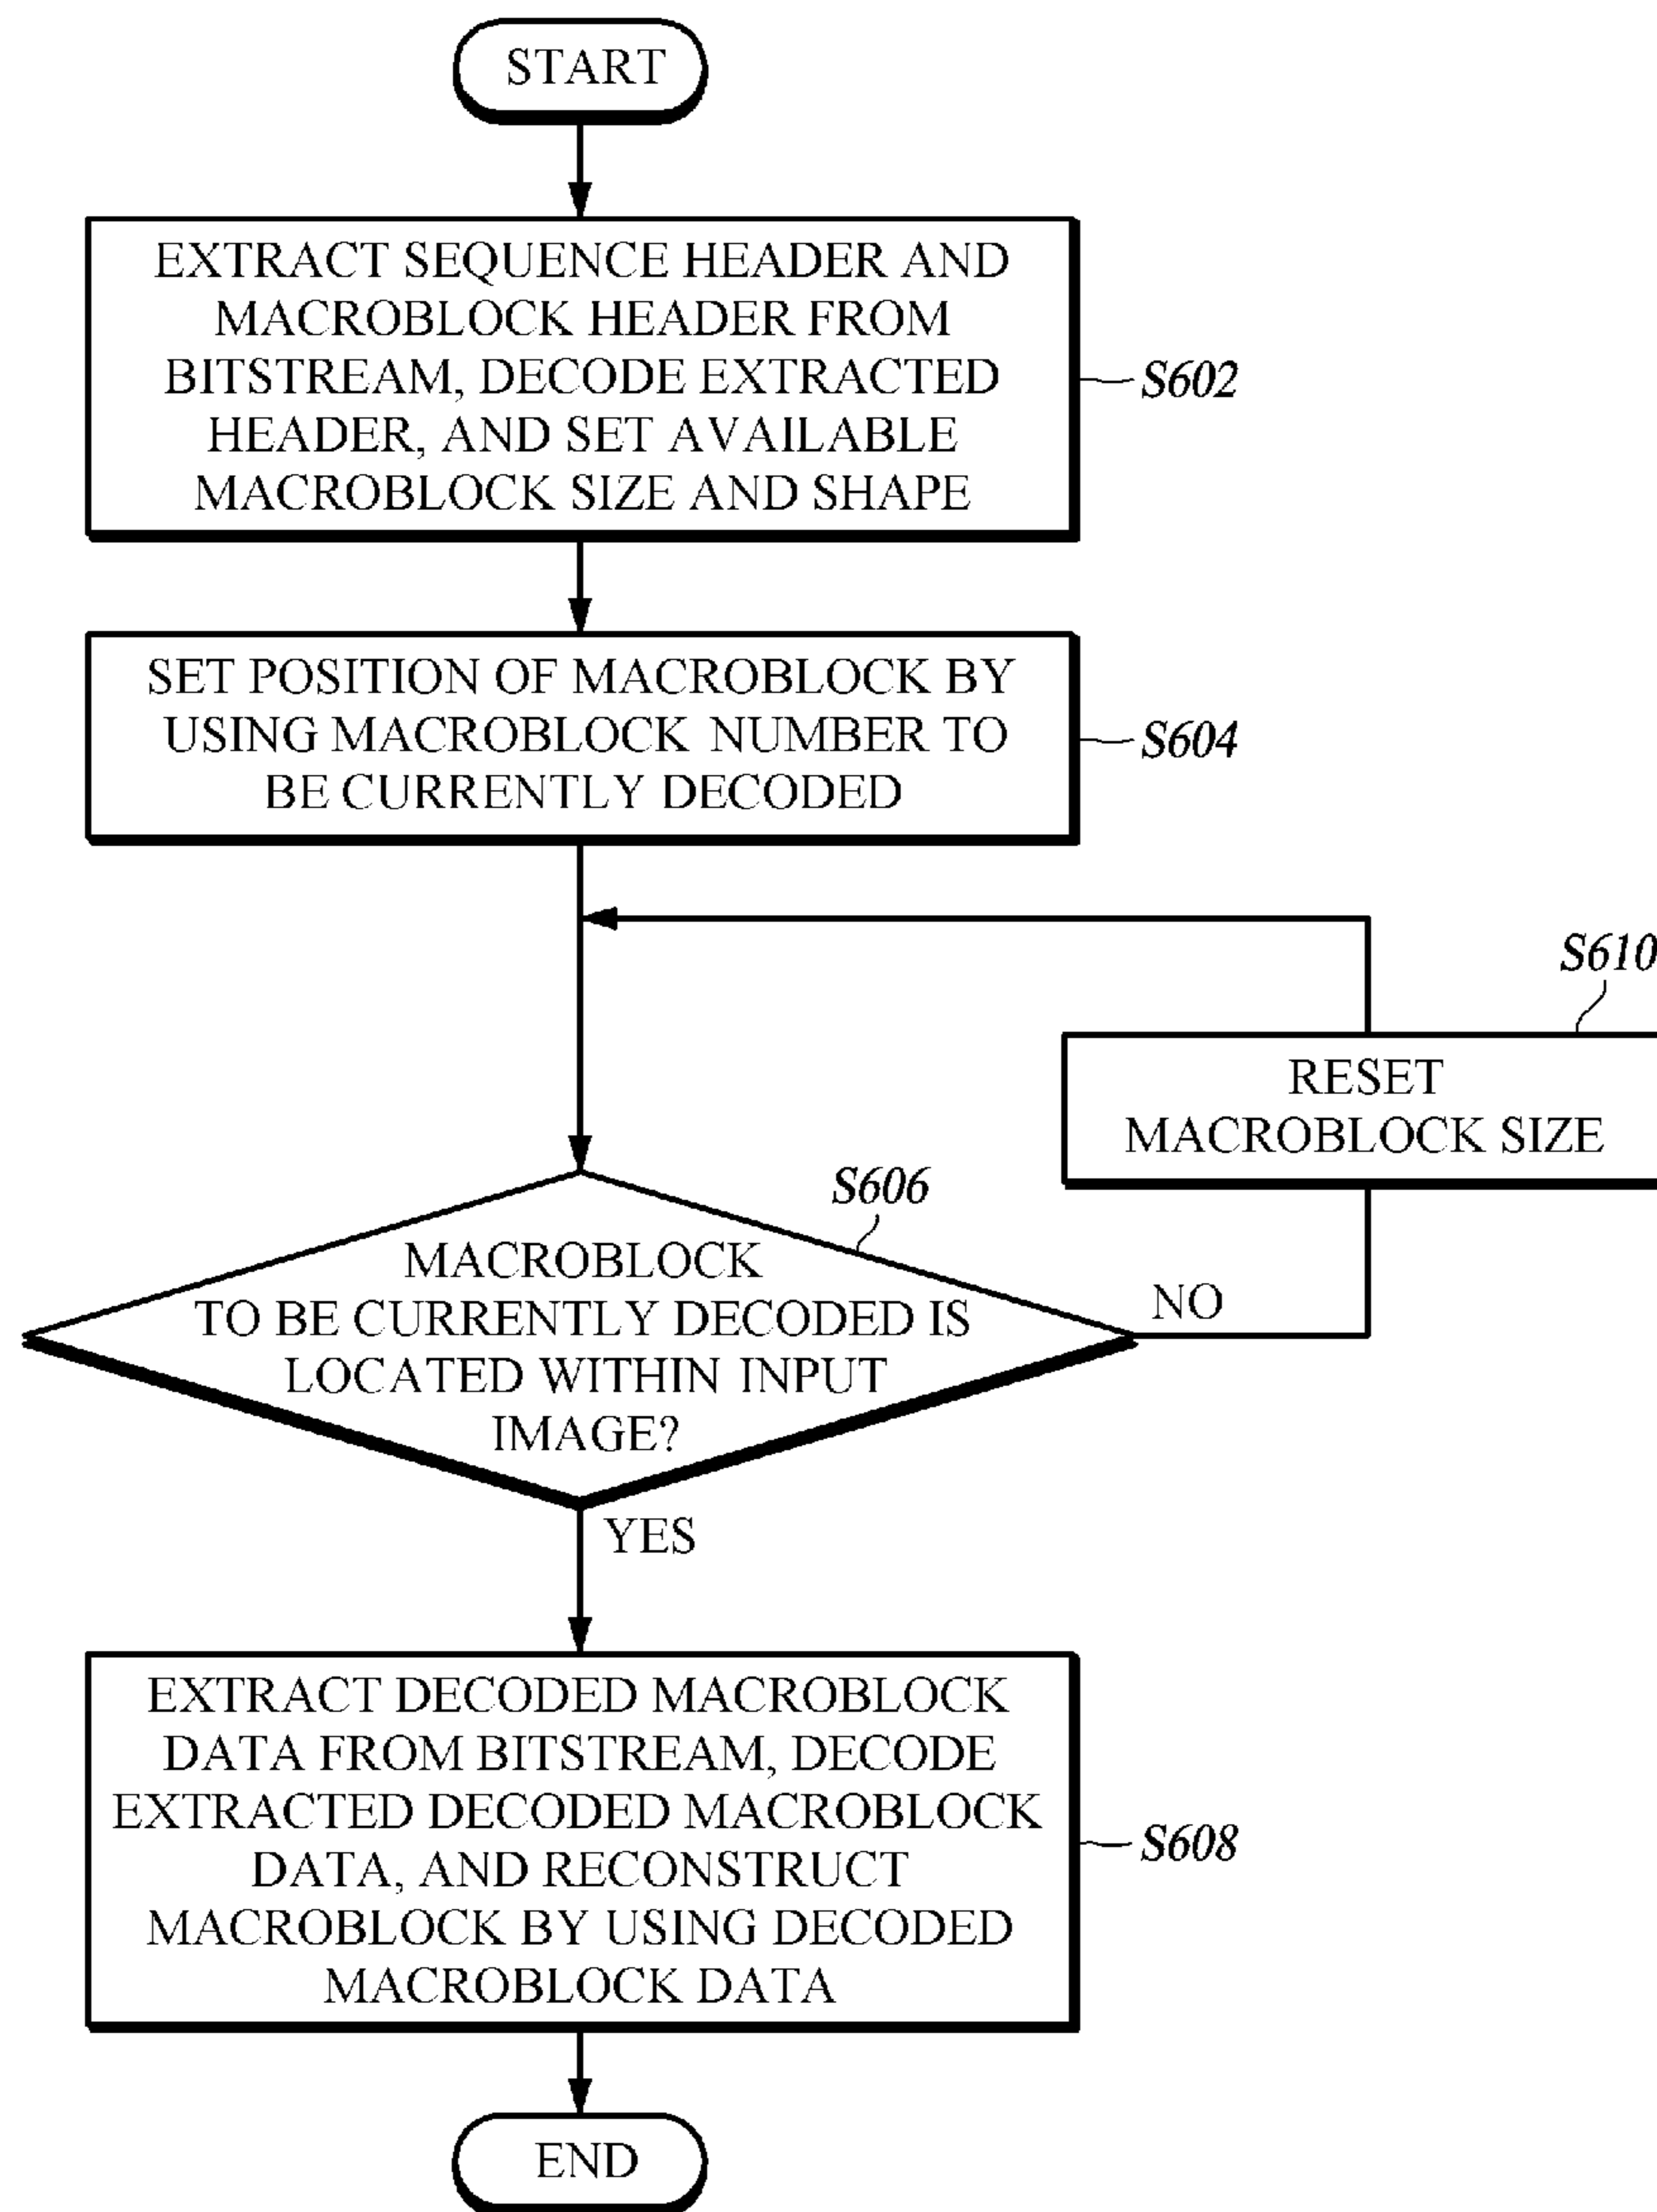 START
EXTRACT SEQUENCE HEADER AND
MACROBLOCK HEADER FROM
BITSTREAM, DECODE EXTRACTED
HEADER, AND SET AVAILABLE
MACROBLOCK SIZE AND SHAPE
S602
SET POSITION OF MACROBLOCK BY
USING MACROBLOCK NUMBER TO
BE CURRENTLY DECODED
S604
S610
RESET
MACROBLOCK SIZE
S606
MACROBLOCK
TO BE CURRENTLY DECODED IS
LOCATED WITHIN INPUT
IMAGE?
NO
YES
EXTRACT DECODED MACROBLOCK
DATA FROM BITSTREAM, DECODE
EXTRACTED DECODED MACROBLOCK
DATA, AND RECONSTRUCT
MACROBLOCK BY USING DECODED
MACROBLOCK DATA
S608
END